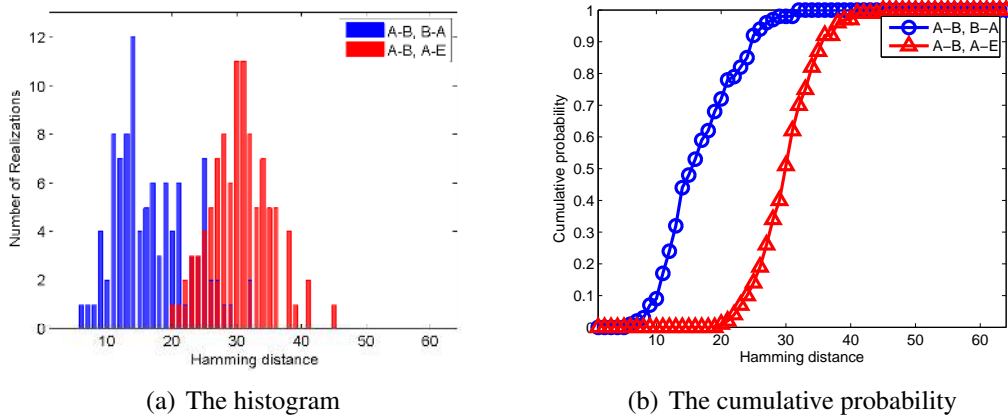 12
10
8
6
4
2
0
Number of Realizations
A-B, B-A
A-B, A-E
10 20 30 40 50 60
Hamming distance
(a) The histogram
1
0.9
0.8
0.7
0.6
0.5
0.4
0.3
0.2
0.1
0
Cumulative probability
A−B, B−A
A−B, A−E
10 20 30 40 50 60
Hamming distance
(b) The cumulative probability